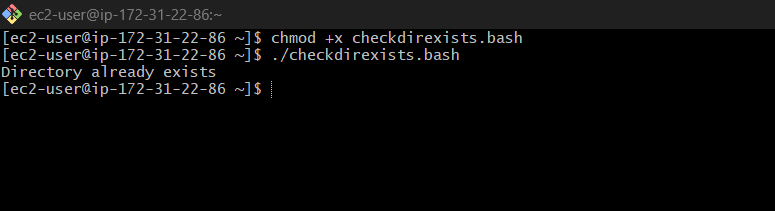 ec2-user@ip-172-31-22-86:~
[ec2-user@ip-172-31-22-86 ~]$ chmod +x checkdirexists.bash
[ec2-user@ip-172-31-22-86 ~]$ ./checkdirexists.bash
Directory already exists
[ec2-user@ip-172-31-22-86 ~]$